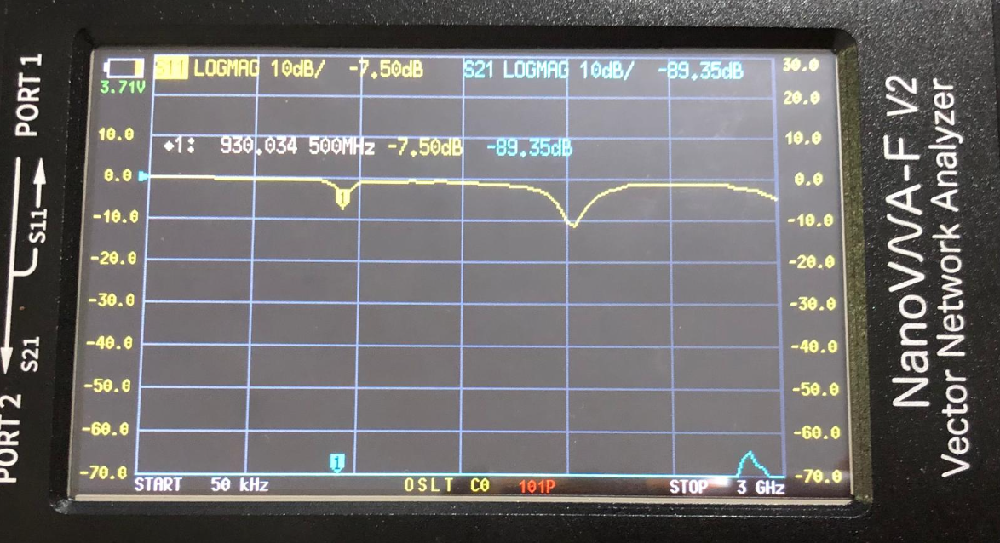 PORT 1
S11
S21
PORT 2
S11 LOGMAG 10dB/ -7.50dB S21 LOGMAG 10dB/ -89.35dB
3.71V
1: 930.034 500MHz -7.50dB -89.35dB
10.0
0.0
-10.0
-20.0
-30.0
-40.0
-50.0
-60.0
-70.0
1
1
30.0
20.0
10.0
0.0
-10.0
-20.0
-30.0
-40.0
-50.0
-60.0
-70.0
START 50 kHz OSLT C0 101P STOP 3 GHz
NanoVNA-F V2
Vector Network Analyzer